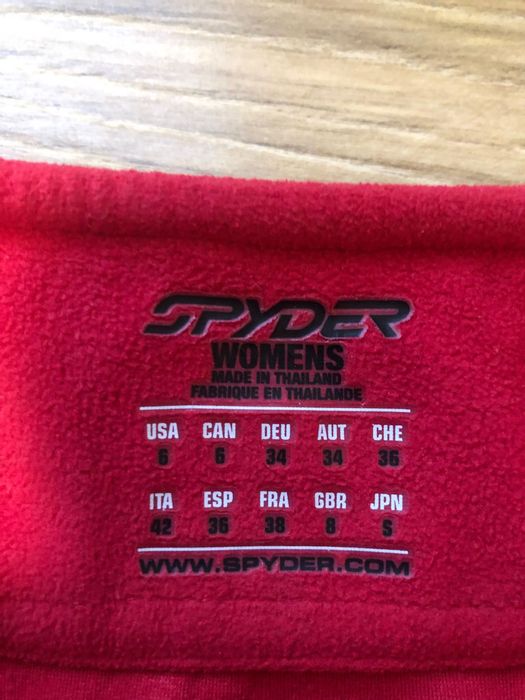 SPYDER
WOMENS
MADE IN THAILAND
FABRIQUE EN THAILANDE
USA CAN DEU AUT CHE
6 6 34 34 36
ITA ESP FRA GBR JPN
42 36 38 8 S
WWW.SPYDER.COM